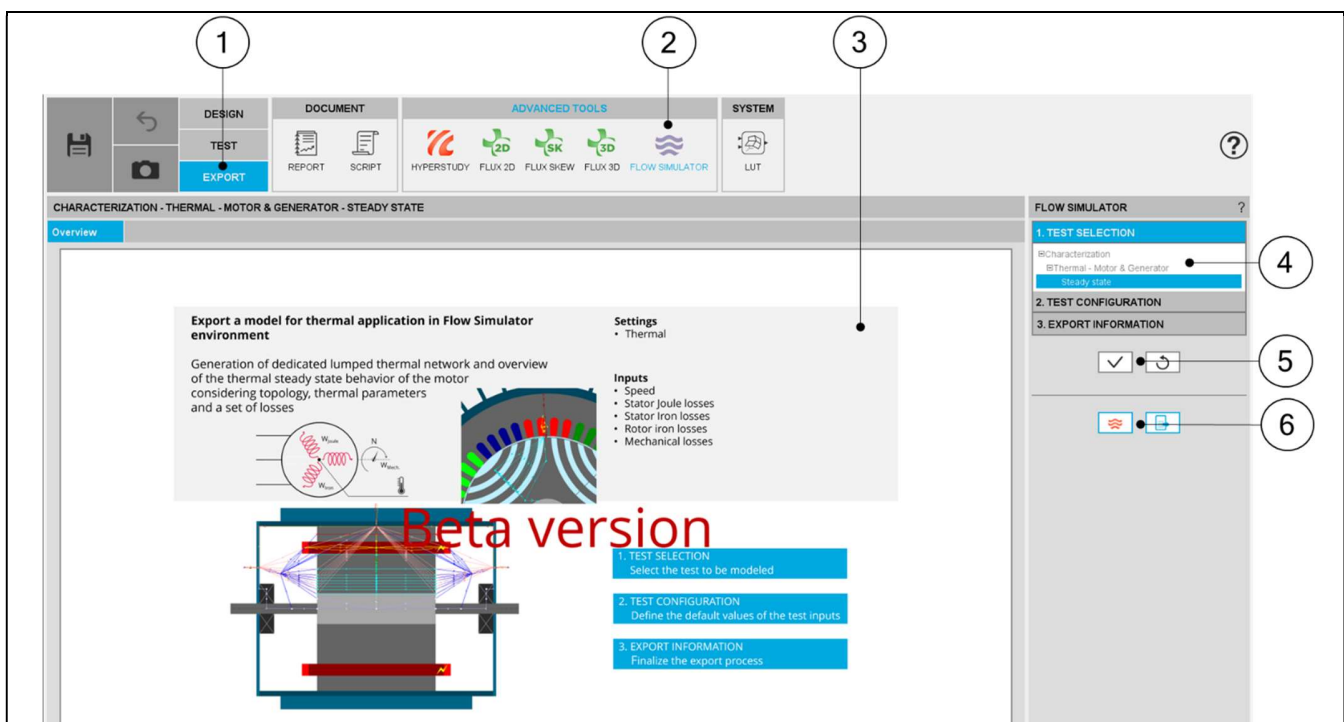 1
2
3
DESIGN
TEST
EXPORT
DOCUMENT
REPORT
SCRIPT
ADVANCED TOOLS
HYPERSTUDY
2D
FLUX 2D
SK
FLUX SKEW
3D
FLUX 3D
FLOW SIMULATOR
SYSTEM
LUT
?
CHARACTERIZATION - THERMAL - MOTOR & GENERATOR - STEADY STATE
Overview
Export a model for thermal application in Flow Simulator
environment
Generation of dedicated lumped thermal network and overview
of the thermal steady state behavior of the motor
considering topology, thermal parameters
and a set of losses
WJoule
N
WMech.
WIron
Settings
• Thermal
Inputs
• Speed
• Stator Joule losses
• Stator Iron losses
• Rotor iron losses
• Mechanical losses
Beta version
1. TEST SELECTION
Select the test to be modeled
2. TEST CONFIGURATION
Define the default values of the test inputs
3. EXPORT INFORMATION
Finalize the export process
FLOW SIMULATOR ?
1. TEST SELECTION
Characterization
Thermal - Motor & Generator
Steady state
2. TEST CONFIGURATION
3. EXPORT INFORMATION
4
5
6